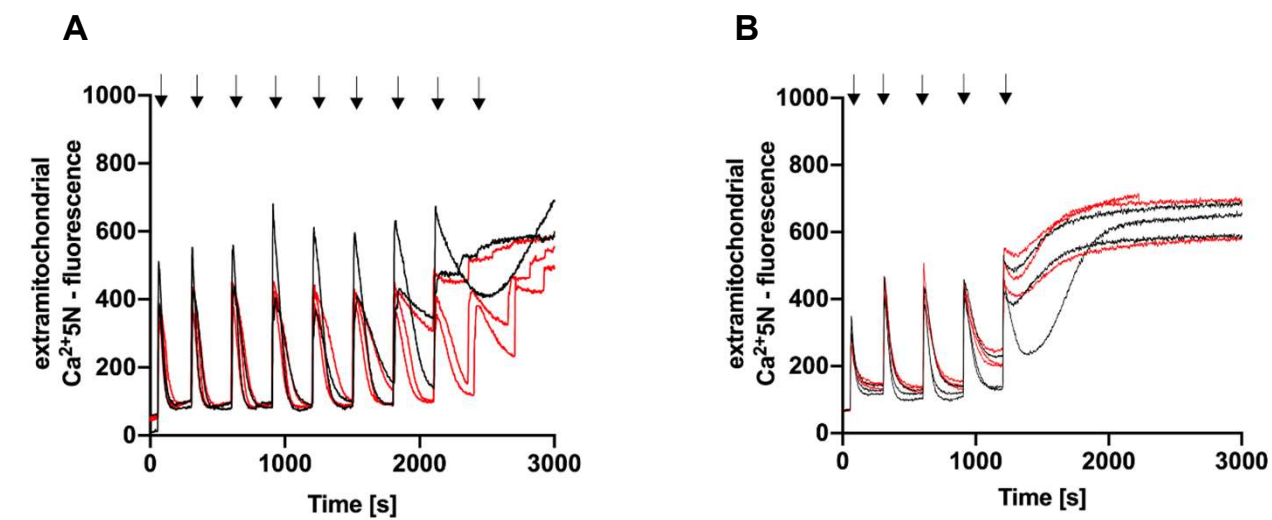 A
B
1000
800
600
400
200
0
extramitochondrial
Ca²⁺5N - fluorescence
0
1000
2000
3000
Time [s]
1000
800
600
400
200
0
extramitochondrial
Ca²⁺5N - fluorescence
0
1000
2000
3000
Time [s]